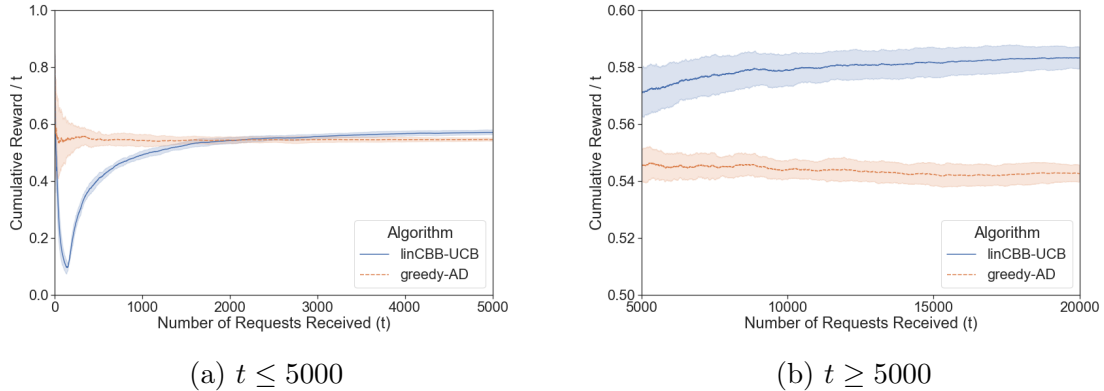 1.0
0.8
0.6
0.4
0.2
0.0
Cumulative Reward / t
Algorithm
linCBB-UCB
greedy-AD
0 1000 2000 3000 4000 5000
Number of Requests Received (t)
(a) t ≤ 5000
0.60
0.58
0.56
0.54
0.52
0.50
Cumulative Reward / t
Algorithm
linCBB-UCB
greedy-AD
5000 10000 15000 20000
Number of Requests Received (t)
(b) t ≥ 5000